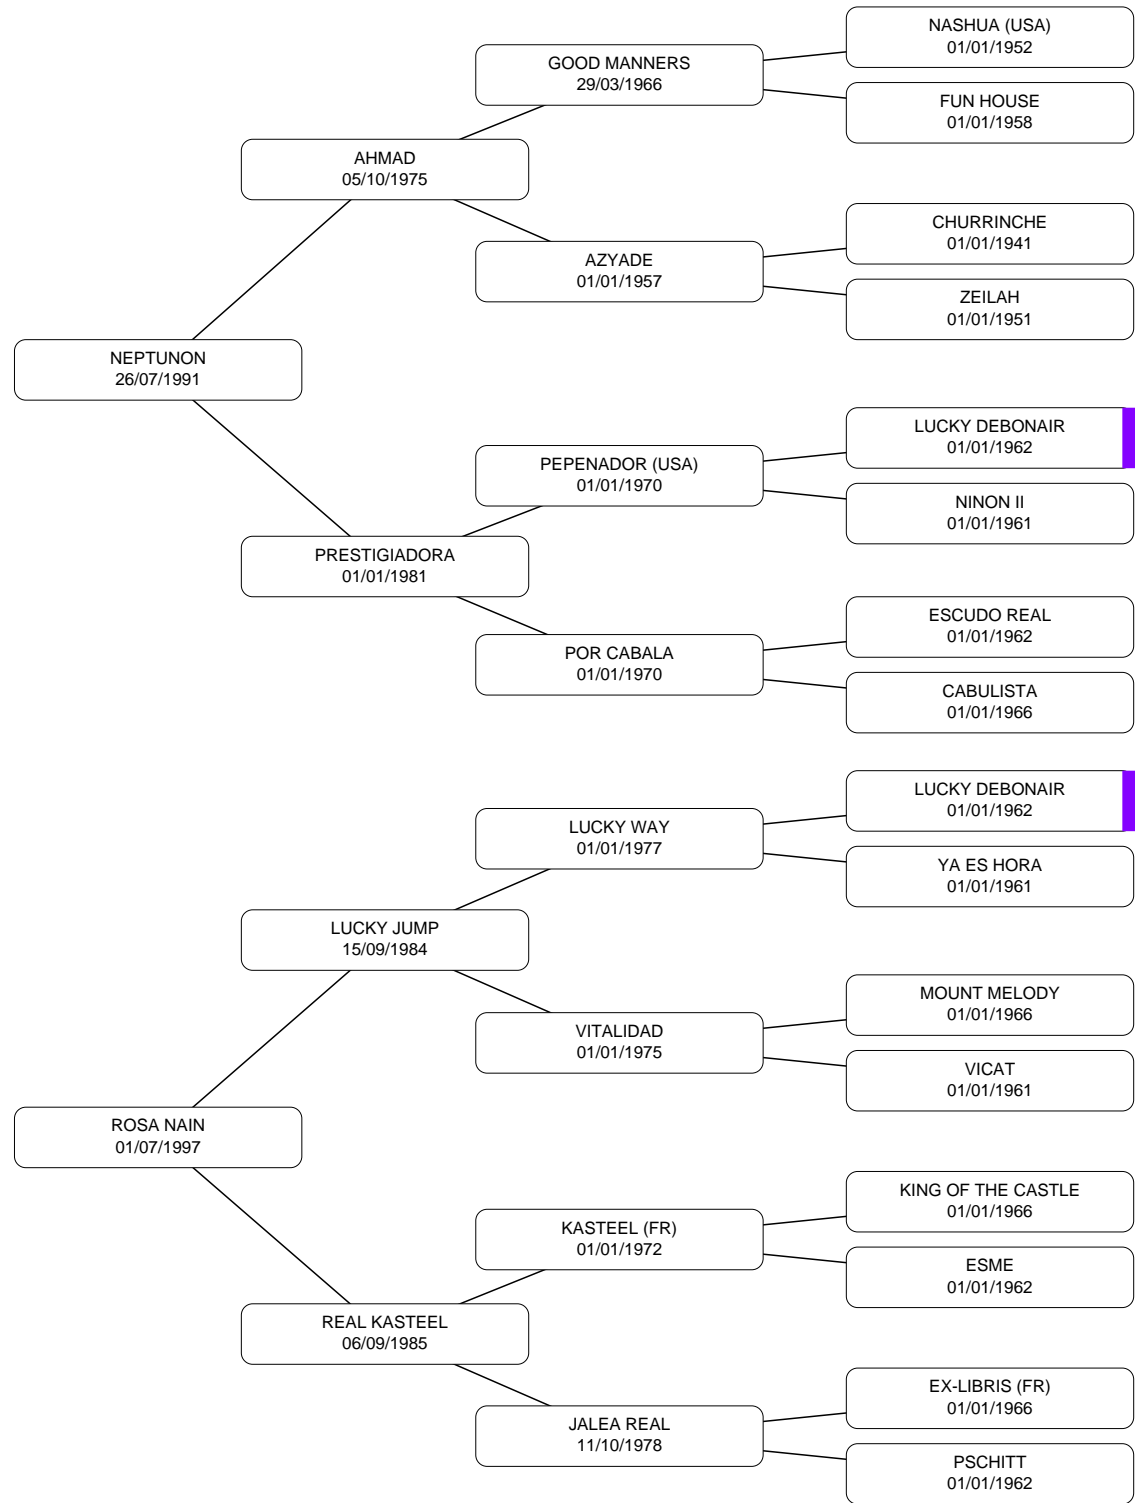 NASHUA (USA)
01/01/1952
GOOD MANNERS
29/03/1966
FUN HOUSE
01/01/1958
AHMAD
05/10/1975
CHURRINCHE
01/01/1941
AZYADE
01/01/1957
ZEILAH
01/01/1951
NEPTUNON
26/07/1991
LUCKY DEBONAIR
01/01/1962
PEPENADOR (USA)
01/01/1970
NINON II
01/01/1961
PRESTIGIADORA
01/01/1981
ESCUDO REAL
01/01/1962
POR CABALA
01/01/1970
CABULISTA
01/01/1966
LUCKY DEBONAIR
01/01/1962
LUCKY WAY
01/01/1977
YA ES HORA
01/01/1961
LUCKY JUMP
15/09/1984
MOUNT MELODY
01/01/1966
VITALIDAD
01/01/1975
VICAT
01/01/1961
ROSA NAIN
01/07/1997
KING OF THE CASTLE
01/01/1966
KASTEEL (FR)
01/01/1972
ESME
01/01/1962
REAL KASTEEL
06/09/1985
EX-LIBRIS (FR)
01/01/1966
JALEA REAL
11/10/1978
PSCHITT
01/01/1962